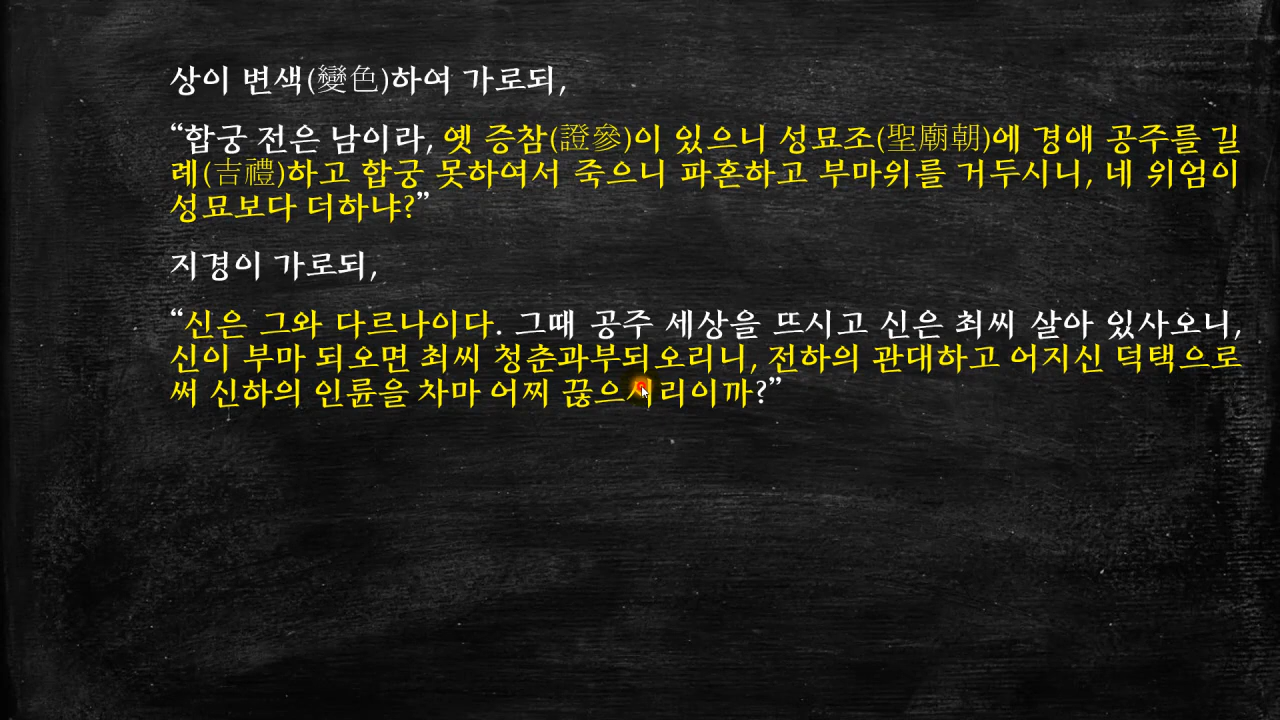 상이 변색(變色)하여 가로되,
“합궁 전은 남이라, 옛 증참(證參)이 있으니 성묘조(聖廟朝)에 경애 공주를 길
례(吉禮)하고 합궁 못하여서 죽으니 파혼하고 부마위를 거두시니, 네 위엄이
성묘보다 더하냐?”
지경이 가로되,
“신은 그와 다르나이다. 그때 공주 세상을 뜨시고 신은 최씨 살아 있사오니,
신이 부마 되오면 최씨 청춘과부되오리니, 전하의 관대하고 어지신 덕택으로
써 신하의 인륜을 차마 어찌 끊으시리이까?”